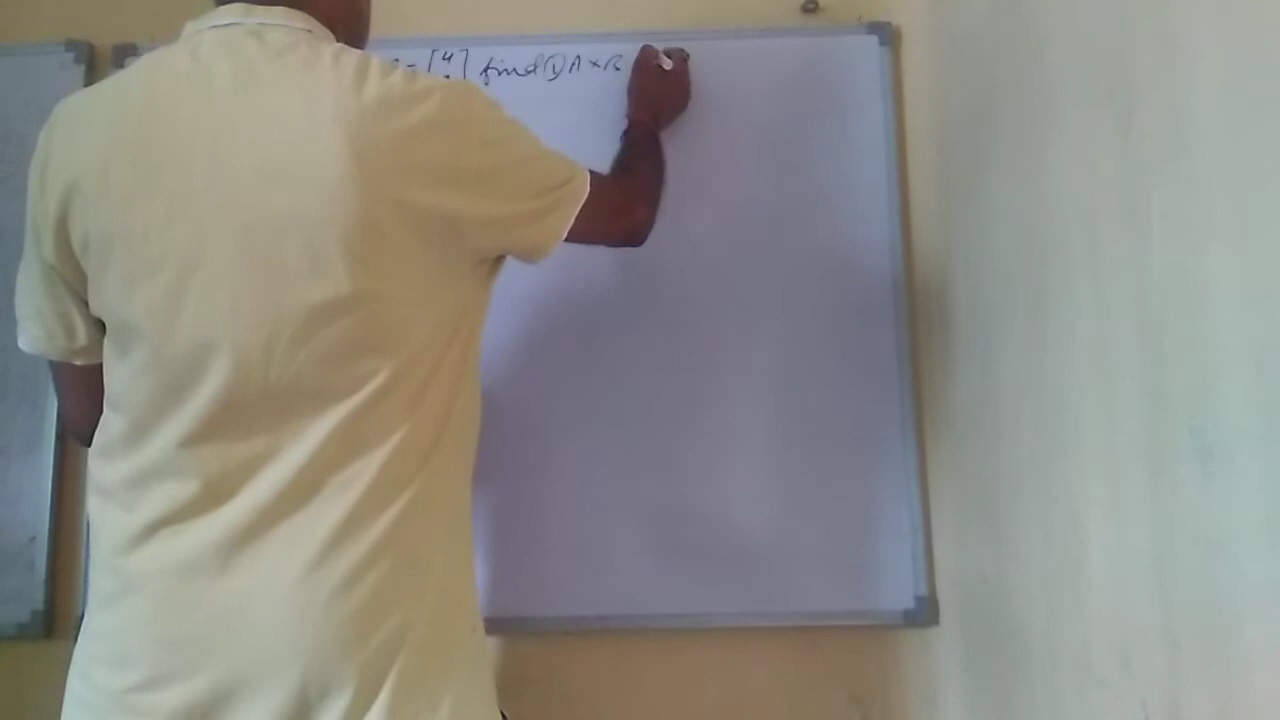 = [4 ] find ① A × B